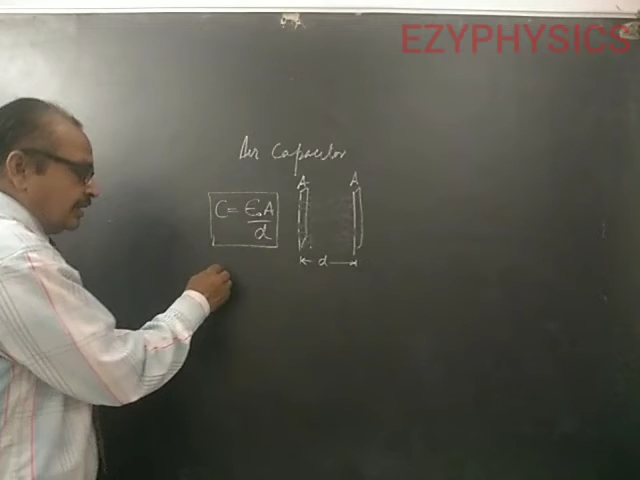 EZYPHYSICS
Air Capacitor
A A
C = ε₀A
d
d